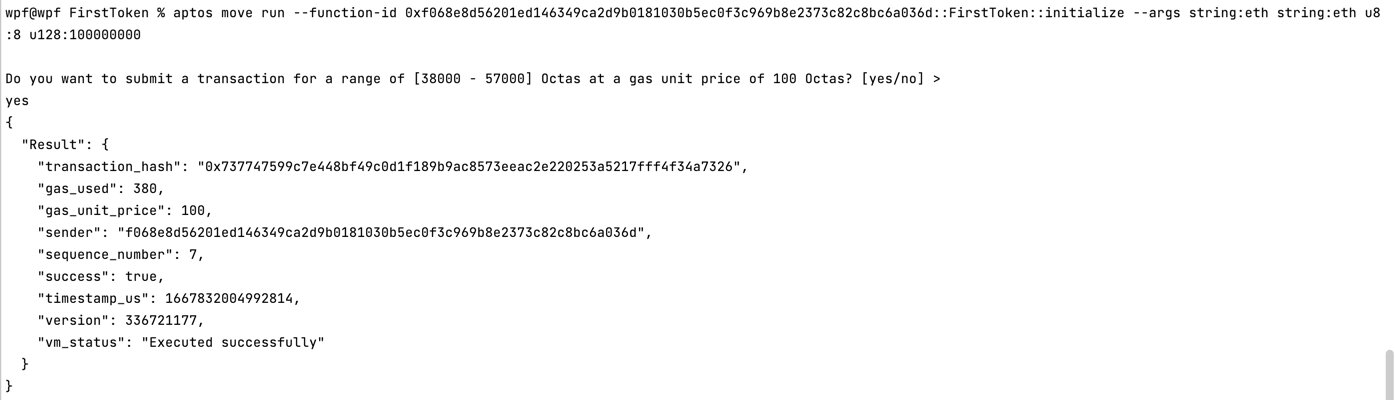 wpf@wpf FirstToken % aptos move run --function-id 0xf068e8d56201ed146349ca2d9b0181030b5ec0f3c969b8e2373c82c8bc6a036d::FirstToken::initialize --args string:eth string:eth u8
:8 u128:100000000
Do you want to submit a transaction for a range of [38000 - 57000] Octas at a gas unit price of 100 Octas? [yes/no] >
yes
{
  "Result": {
    "transaction_hash": "0x737747599c7e448bf49c0d1f189b9ac8573eeac2e220253a5217fff4f34a7326",
    "gas_used": 380,
    "gas_unit_price": 100,
    "sender": "f068e8d56201ed146349ca2d9b0181030b5ec0f3c969b8e2373c82c8bc6a036d",
    "sequence_number": 7,
    "success": true,
    "timestamp_us": 1667832004992814,
    "version": 336721177,
    "vm_status": "Executed successfully"
  }
}